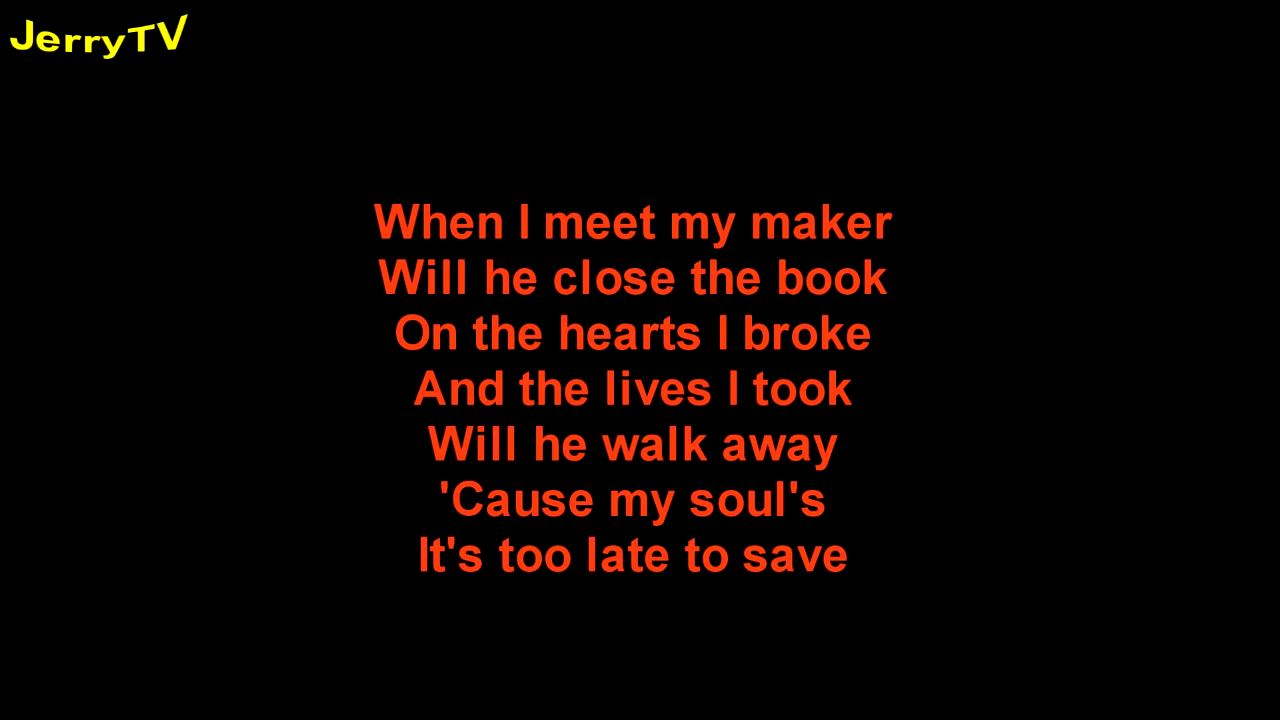 JerryTV
When I meet my maker
Will he close the book
On the hearts I broke
And the lives I took
Will he walk away
'Cause my soul's
It's too late to save